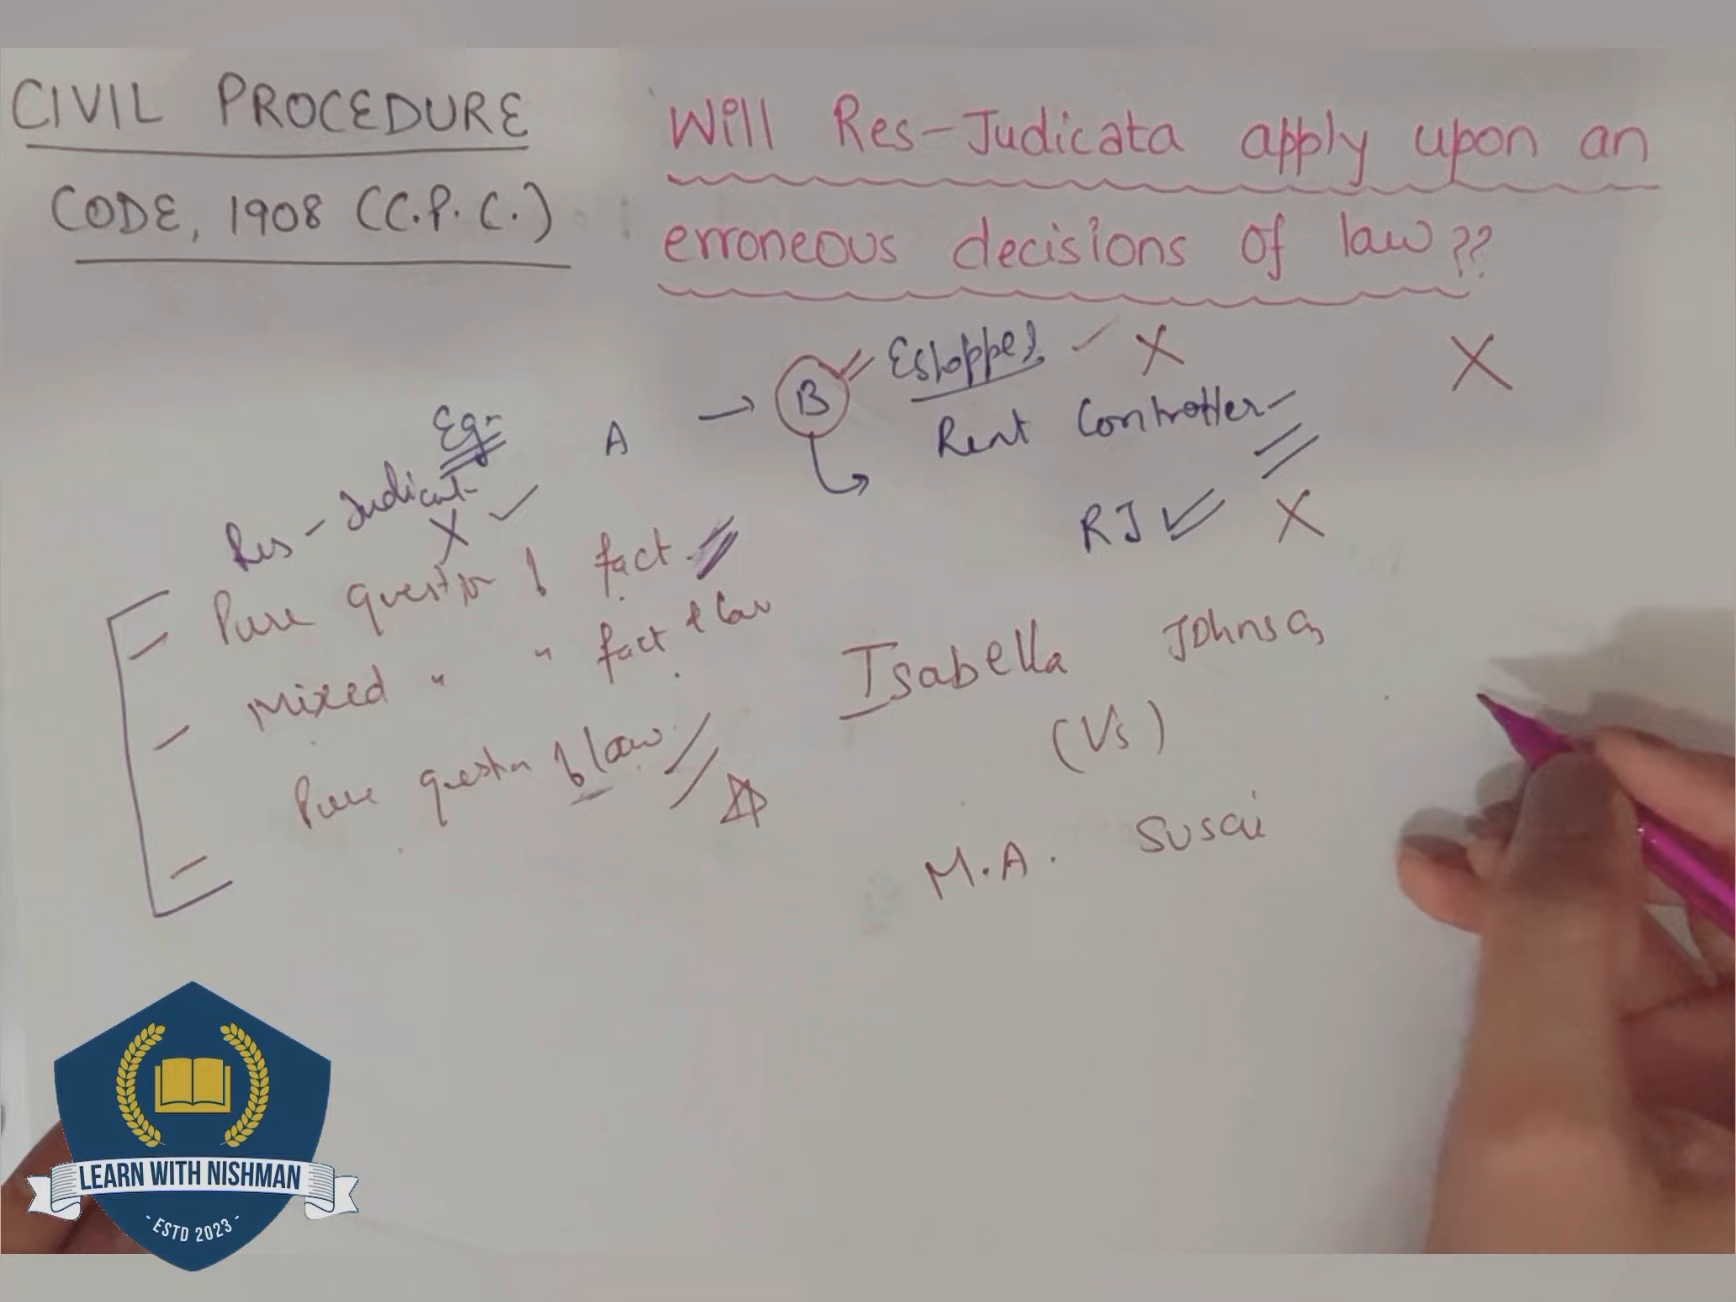 CIVIL PROCEDURE
CODE, 1908 (C.P.C.)
Will Res-Judicata apply upon an
erroneous decisions of law??
Eg:-
A → B Estoppel ✓ X X
Rent Controller
RJ ✓ X
Res-Judicat
X ✓
Pure question of fact
Mixed " " fact & law
Pure questn of law
Isabella Johnson
(Vs)
M.A. Susai
LEARN WITH NISHMAN
- ESTD 2023 -